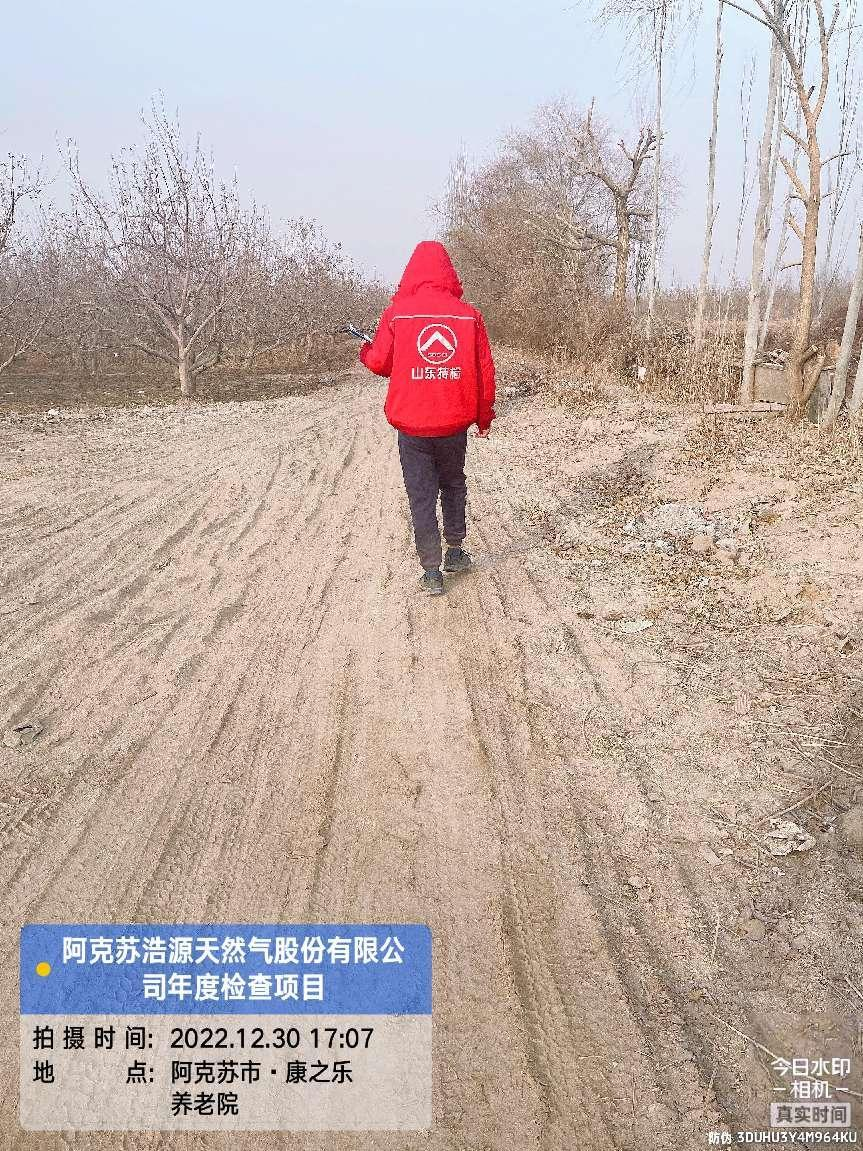 山东特检
阿克苏浩源天然气股份有限公
司年度检查项目
拍摄时间: 2022.12.30 17:07
地 点: 阿克苏市·康之乐
养老院
今日水印
相机
真实时间
防伪 3DUHU3Y4M964KU